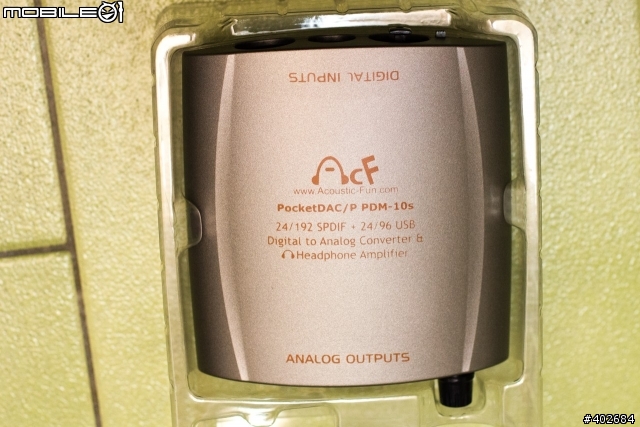 MOBILE01
DIGITAL INPUTS
AcF
www.Acoustic-Fun.com
PocketDAC/P PDM-10s
24/192 SPDIF • 24/96 USB
Digital to Analog Converter &
Headphone Amplifier
ANALOG OUTPUTS
#402684